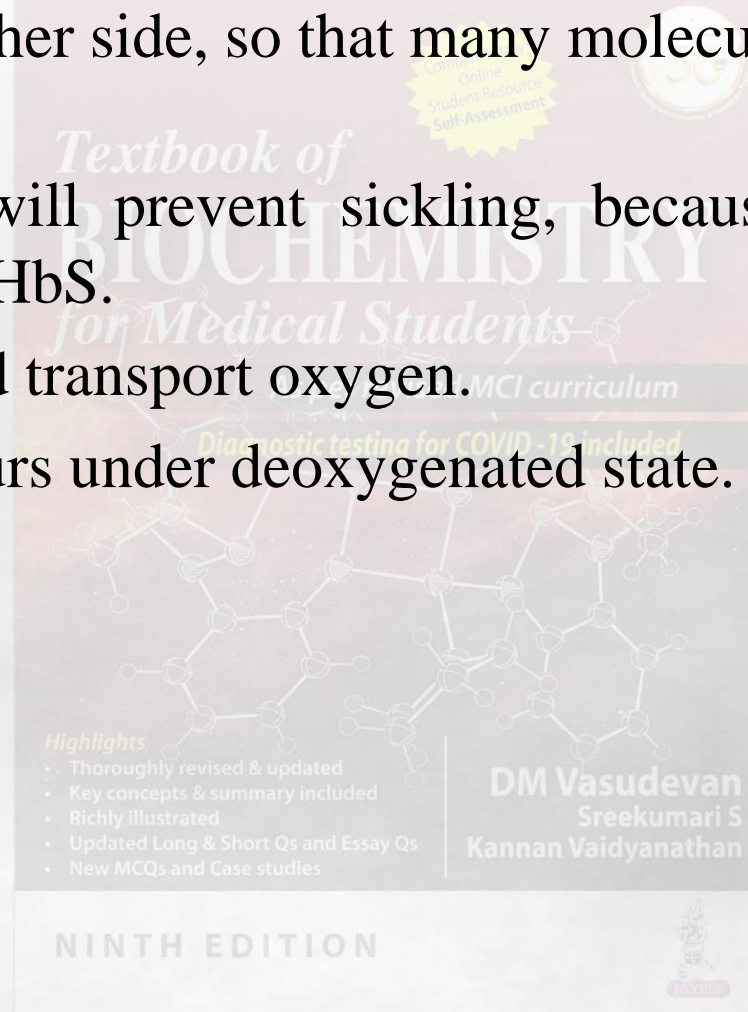 her side, so that many molecu
Online
Student Resource
Self-Assessment
Textbook of
will prevent sickling, becaus
BIOCHEMISTRY
HbS.
for Medical Students
d transport oxygen.
MCI curriculum
Diagnostic testing for COVID -19 included
urs under deoxygenated state.
Highlights
• Thoroughly revised & updated
• Key concepts & summary included
• Richly illustrated
• Updated Long & Short Qs and Essay Qs
• New MCQs and Case studies
DM Vasudevan
Sreekumari S
Kannan Vaidyanathan
NINTH EDITION
JAYPEE